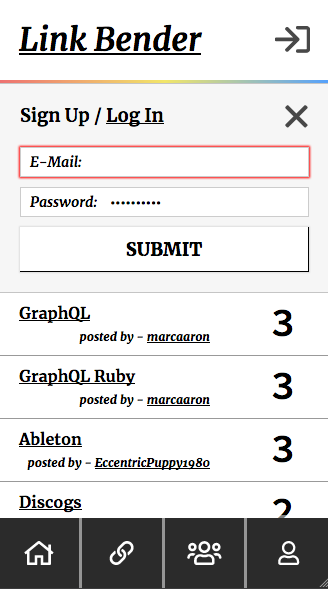 Link Bender
Sign Up / Log In
E-Mail:
Password: ••••••••••
SUBMIT
GraphQL
3
posted by - marcaaron
GraphQL Ruby
3
posted by - marcaaron
Ableton
3
posted by - EccentricPuppy1980
Discogs
2